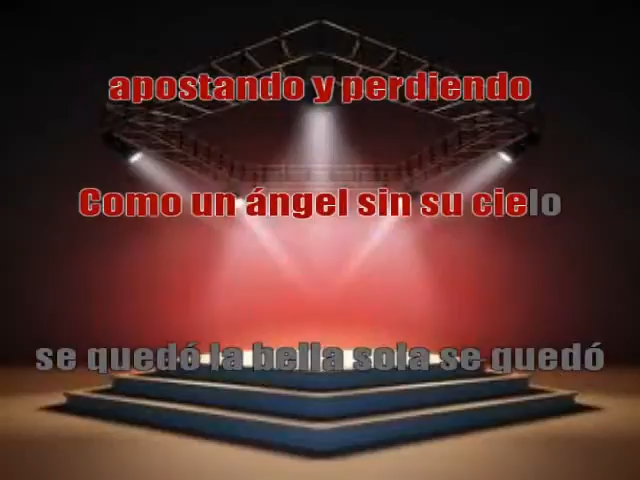 apostando y perdiendo
Como un ángel sin su cielo
se quedó la bella sola se quedó